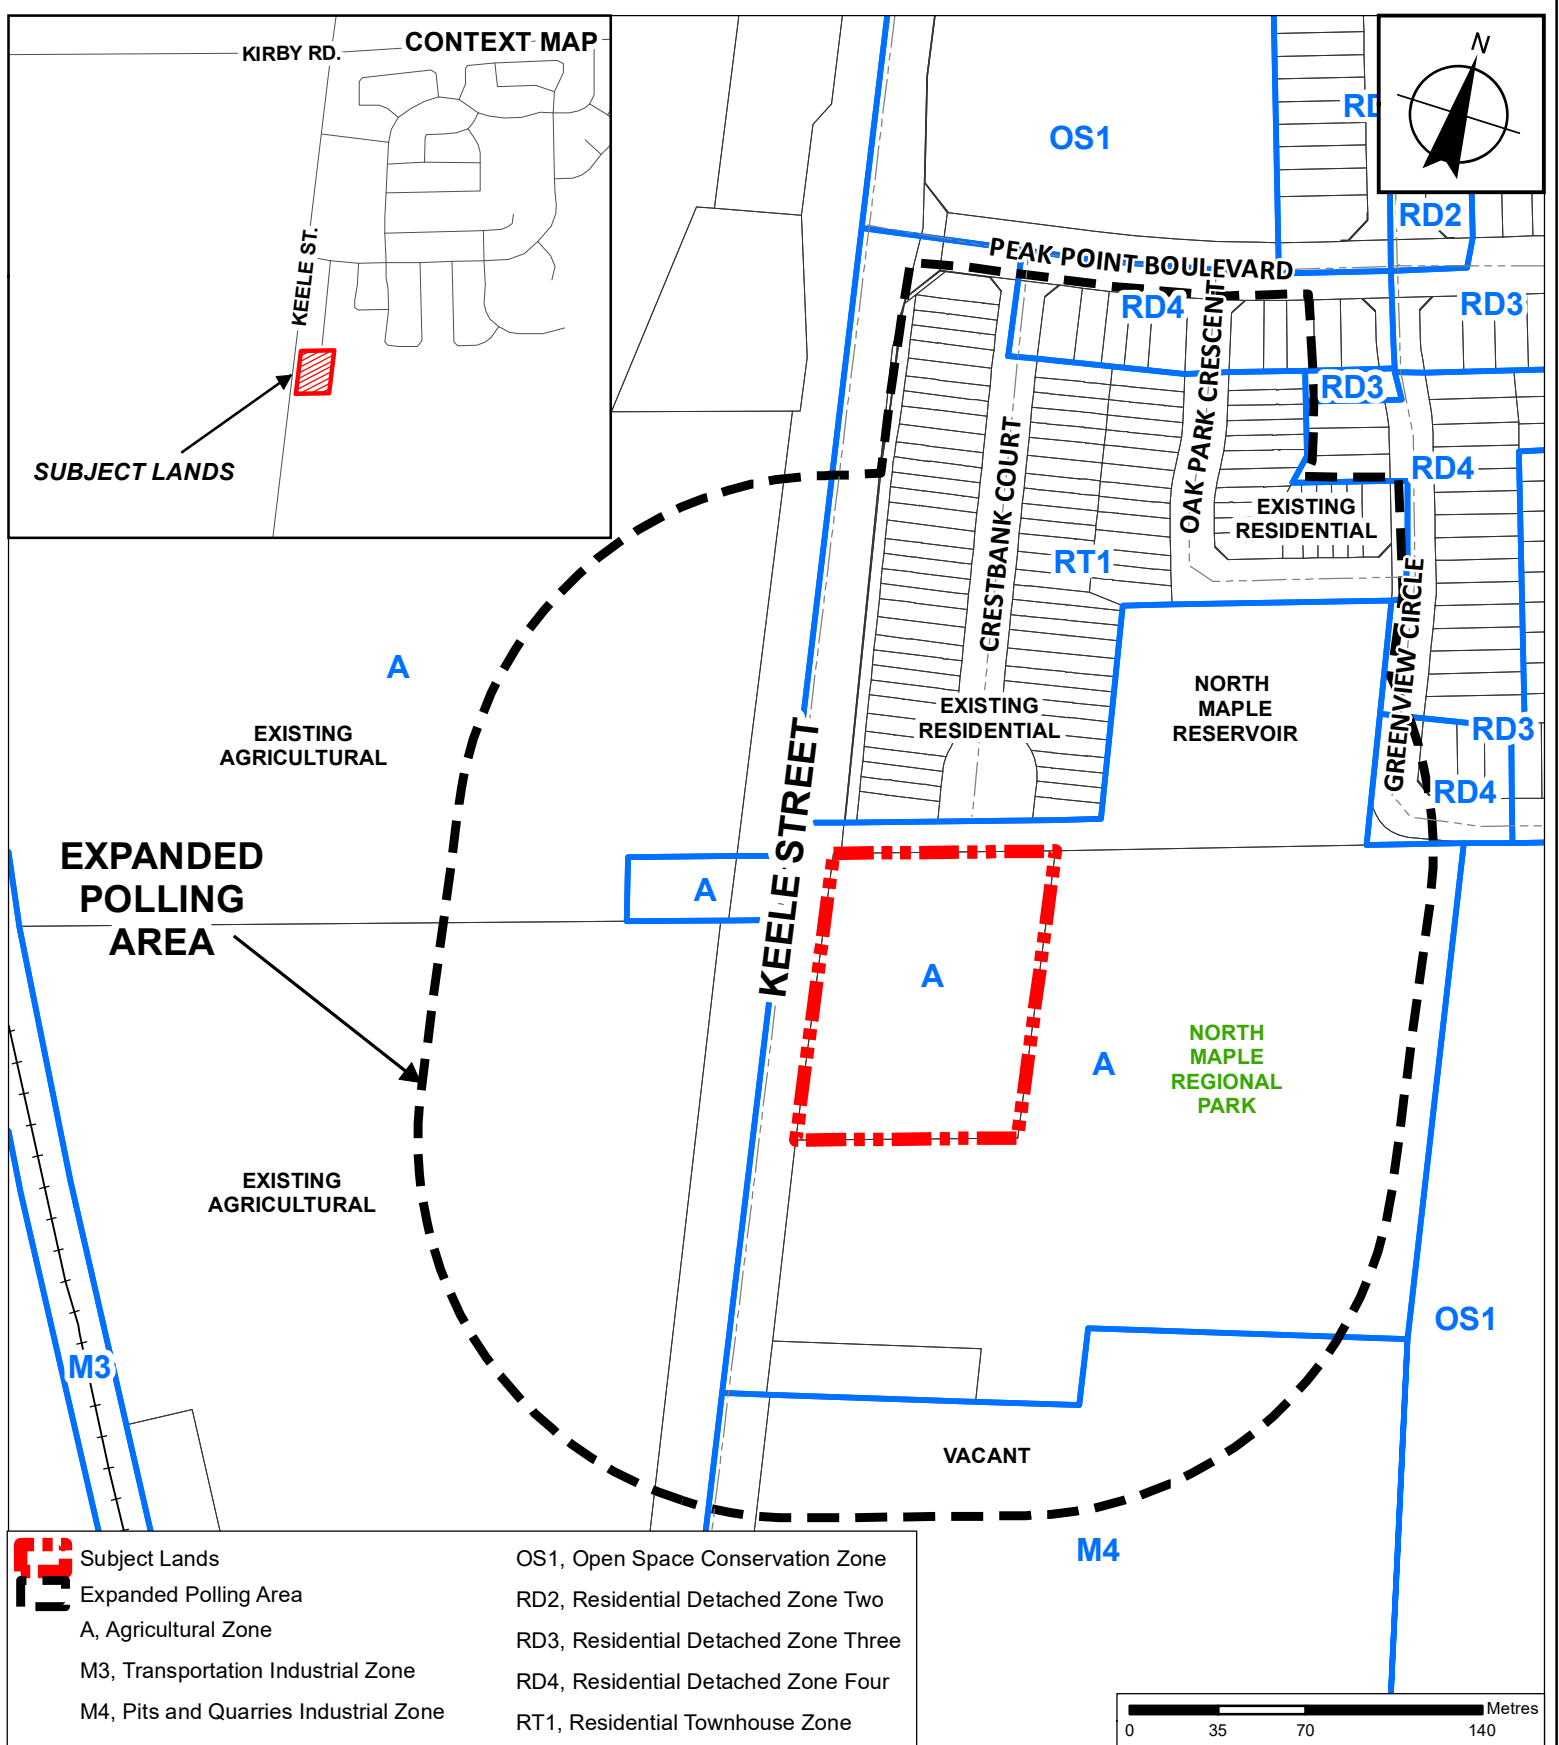 CONTEXT MAP
KIRBY RD.
KEELE ST.
SUBJECT LANDS
N
OS1
RD2
PEAK POINT BOULEVARD
RD4
RD3
OAK PARK CRESCENT
RD3
CRESTBANK COURT
RD4
EXISTING
RESIDENTIAL
RT1
GREENVIEW CIRCLE
A
EXISTING
AGRICULTURAL
EXISTING
RESIDENTIAL
NORTH
MAPLE
RESERVOIR
RD3
RD4
KEELE STREET
EXPANDED
POLLING
AREA
A
A
A
NORTH
MAPLE
REGIONAL
PARK
EXISTING
AGRICULTURAL
OS1
M3
VACANT
M4
Subject Lands
Expanded Polling Area
A, Agricultural Zone
M3, Transportation Industrial Zone
M4, Pits and Quarries Industrial Zone
OS1, Open Space Conservation Zone
RD2, Residential Detached Zone Two
RD3, Residential Detached Zone Three
RD4, Residential Detached Zone Four
RT1, Residential Townhouse Zone
Metres
0 35 70 140